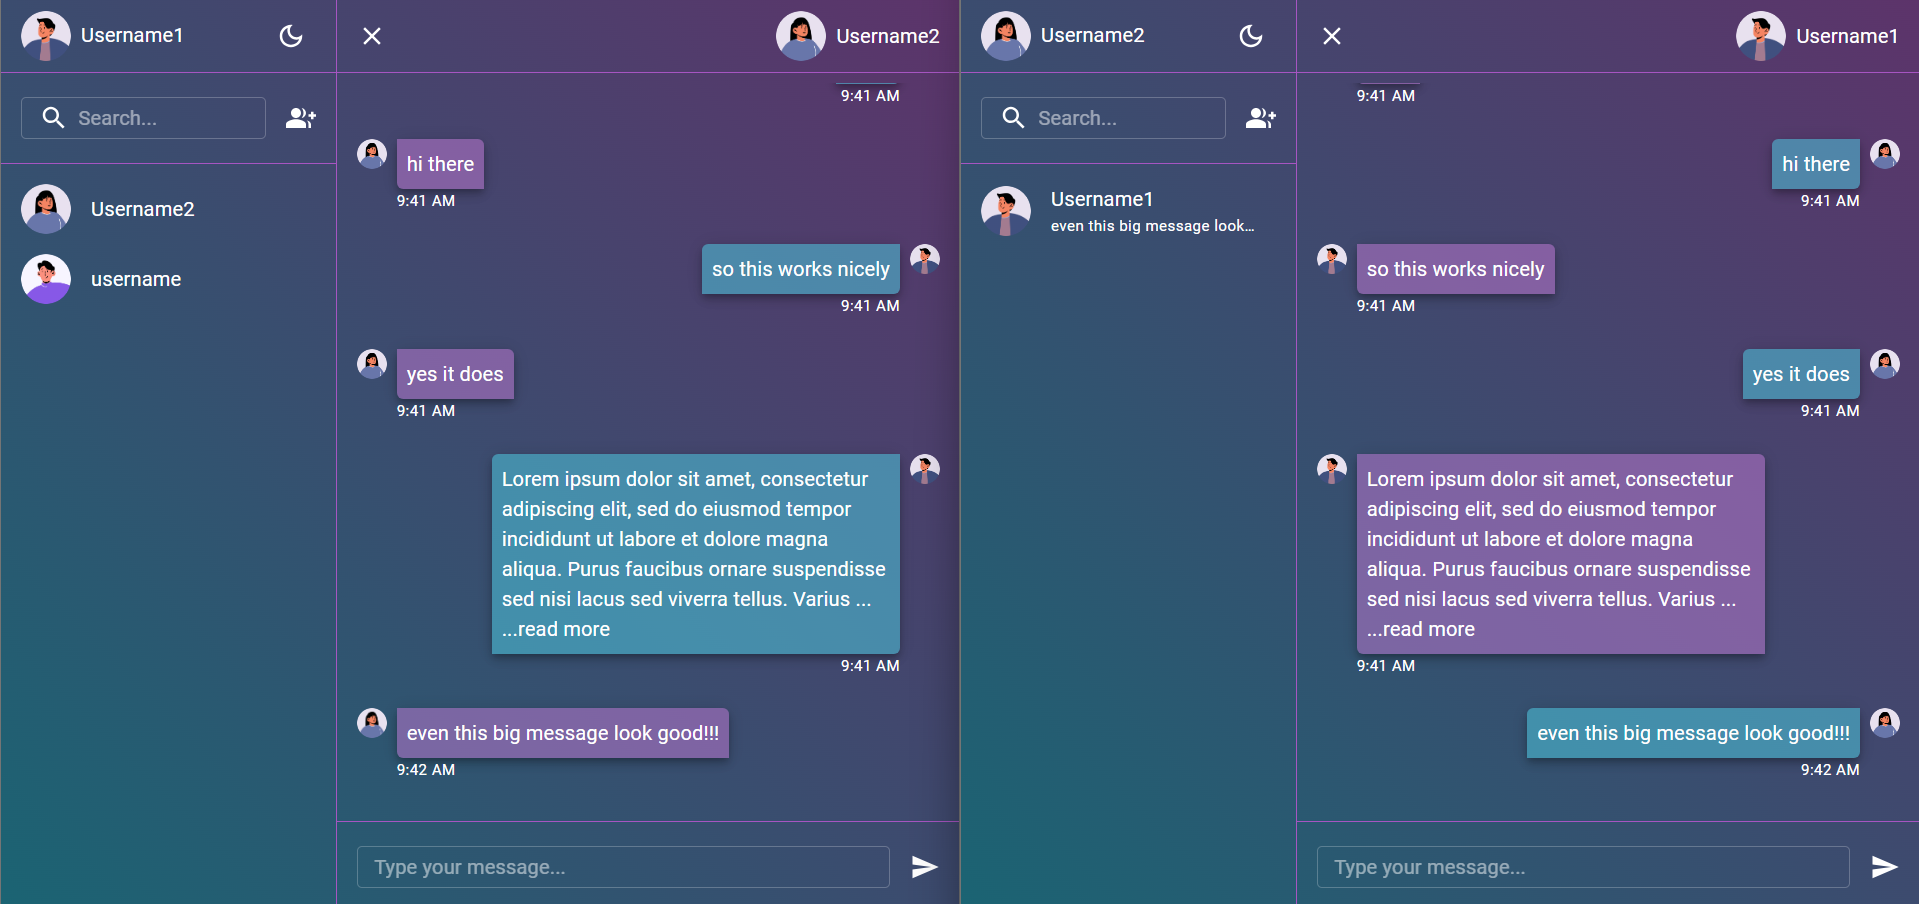 Username1
Username2
Search...
Username2
username
9:41 AM
hi there
9:41 AM
so this works nicely
9:41 AM
yes it does
9:41 AM
Lorem ipsum dolor sit amet, consectetur
adipiscing elit, sed do eiusmod tempor
incididunt ut labore et dolore magna
aliqua. Purus faucibus ornare suspendisse
sed nisi lacus sed viverra tellus. Varius ...
...read more
9:41 AM
even this big message look good!!!
9:42 AM
Type your message...
Username2
Username1
Search...
Username1
even this big message look...
9:41 AM
hi there
9:41 AM
so this works nicely
9:41 AM
yes it does
9:41 AM
Lorem ipsum dolor sit amet, consectetur
adipiscing elit, sed do eiusmod tempor
incididunt ut labore et dolore magna
aliqua. Purus faucibus ornare suspendisse
sed nisi lacus sed viverra tellus. Varius ...
...read more
9:41 AM
even this big message look good!!!
9:42 AM
Type your message...